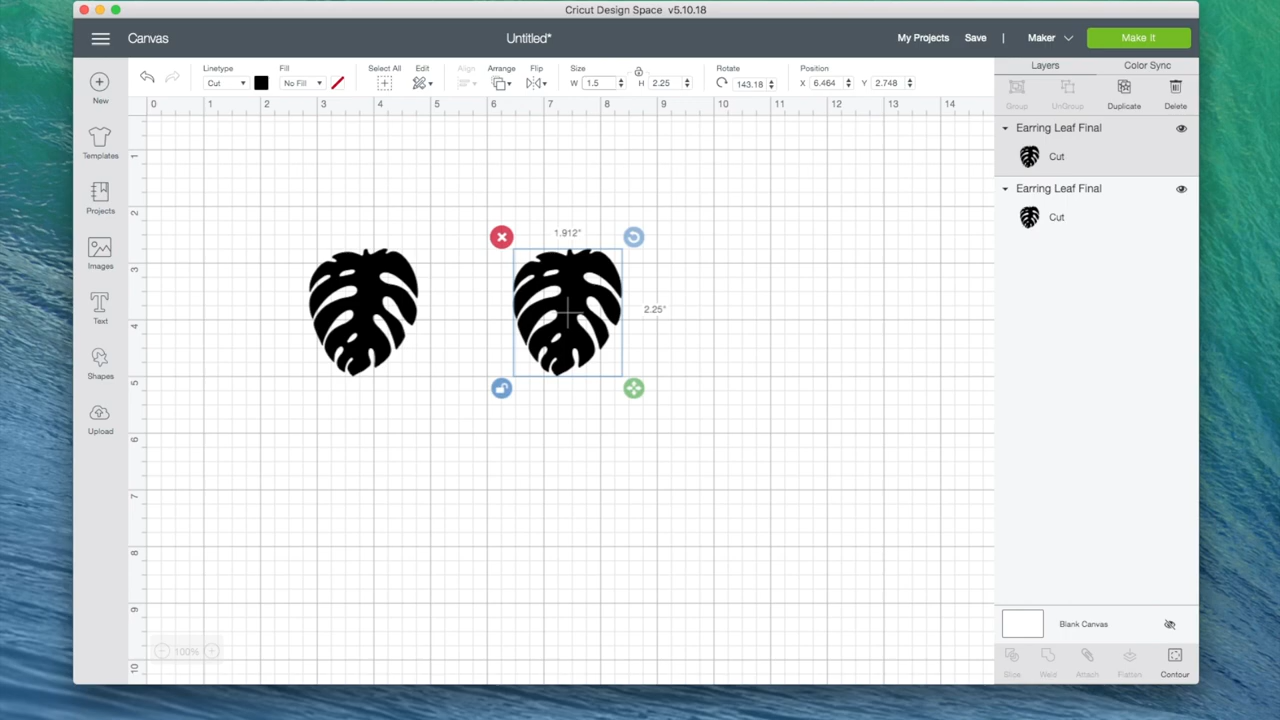 Cricut Design Space v5.10.18
Canvas
Untitled*
My Projects Save | Maker Make It
Linetype Fill Select All Edit Align Arrange Flip Size Rotate Position
Cut No Fill W 1.5 H 2.25 143.18 X 6.464 Y 2.748
Layers Color Sync
Group UnGroup Duplicate Delete
New
Templates
Projects
Images
Text
Shapes
Upload
0 1 2 3 4 5 6 7 8 9 10 11 12 13 14
1
2
3
4
5
6
7
8
9
10
1.912"
2.25"
100%
Earring Leaf Final
Cut
Earring Leaf Final
Cut
Blank Canvas
Slice Weld Attach Flatten Contour